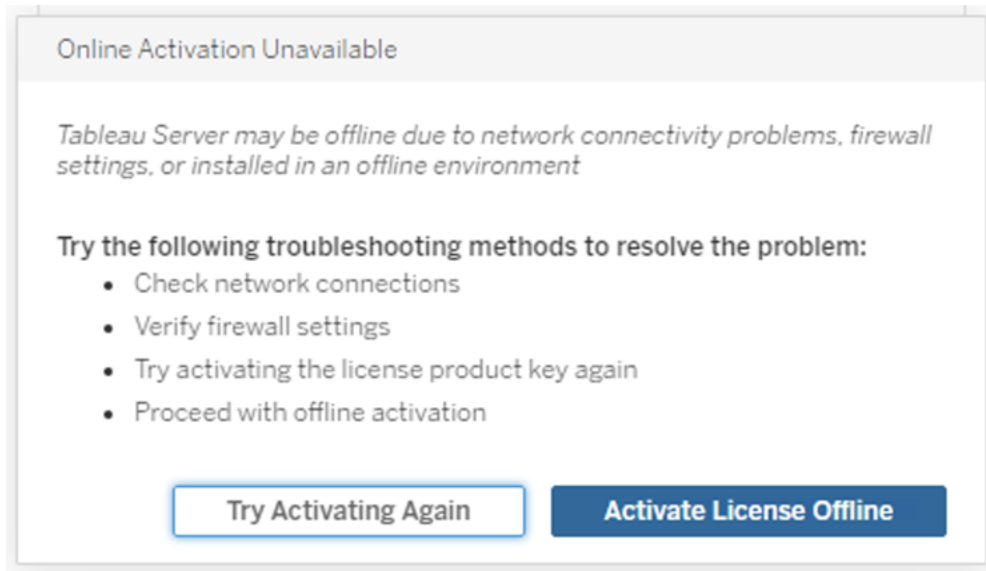 Online Activation Unavailable
Tableau Server may be offline due to network connectivity problems, firewall
settings, or installed in an offline environment
Try the following troubleshooting methods to resolve the problem:
• Check network connections
• Verify firewall settings
• Try activating the license product key again
• Proceed with offline activation
Try Activating Again
Activate License Offline